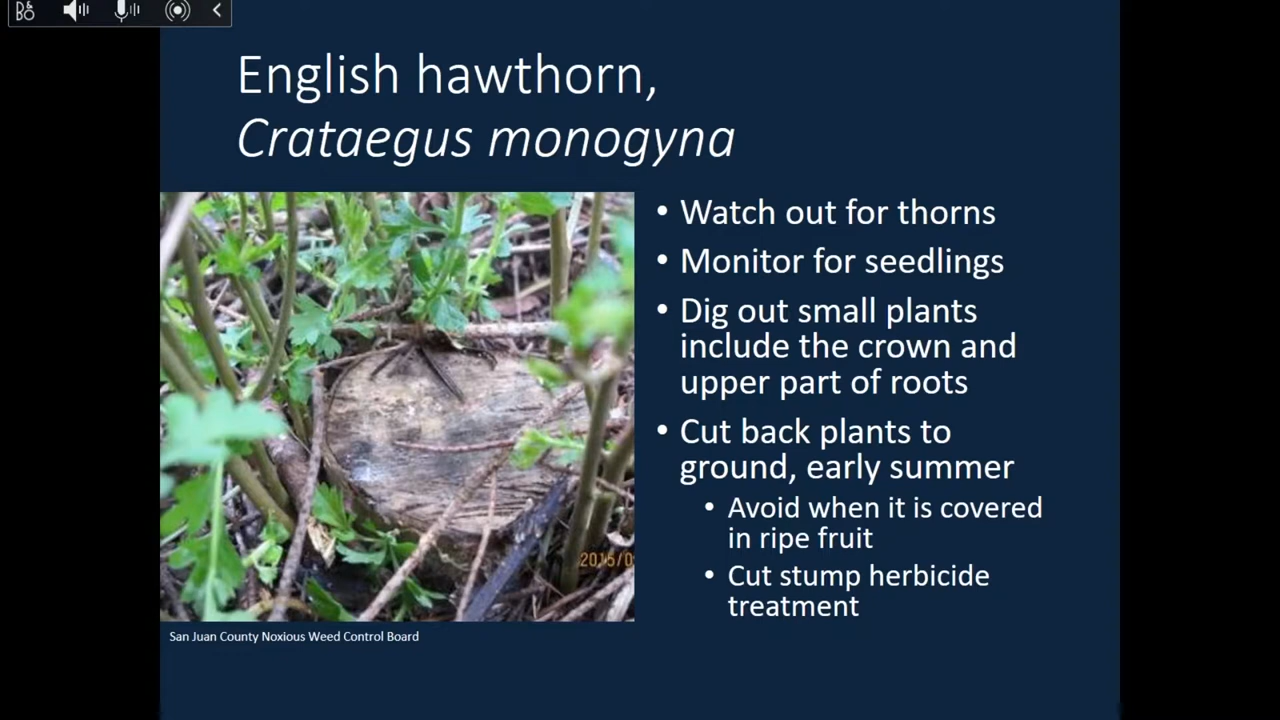 B&O
English hawthorn,
Crataegus monogyna
• Watch out for thorns
• Monitor for seedlings
• Dig out small plants
include the crown and
upper part of roots
• Cut back plants to
ground, early summer
• Avoid when it is covered
in ripe fruit
• Cut stump herbicide
treatment
2015/0
San Juan County Noxious Weed Control Board